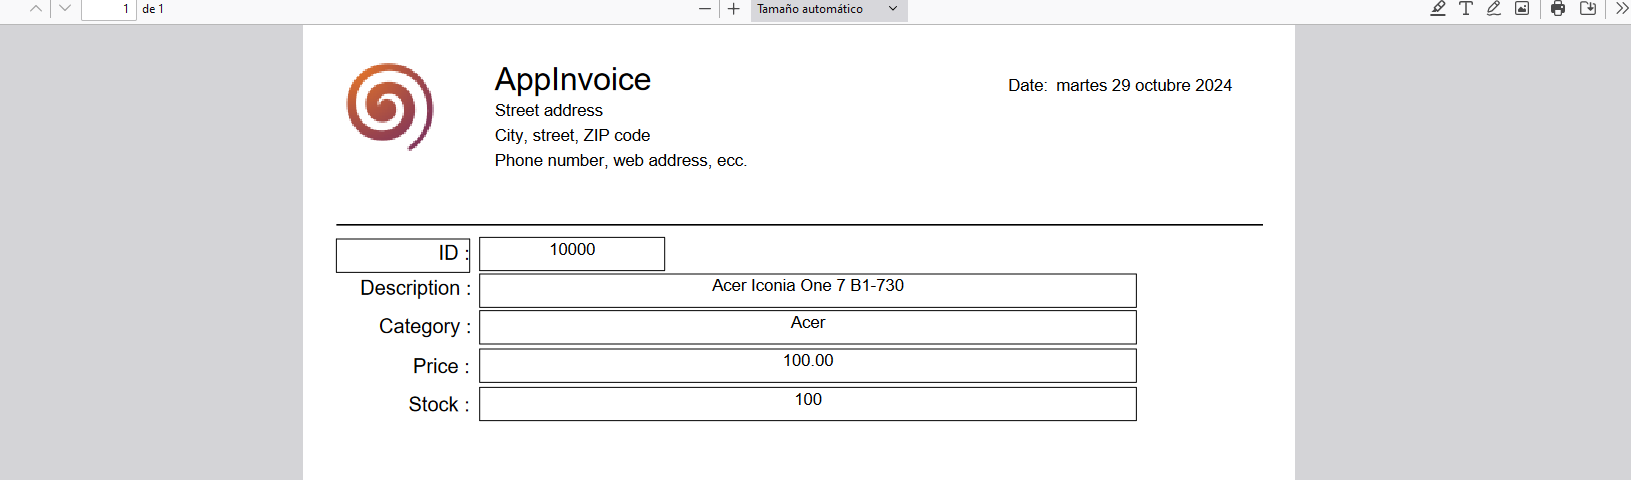 1 de 1 Tamaño automático
AppInvoice
Date: martes 29 octubre 2024
Street address
City, street, ZIP code
Phone number, web address, ecc.
ID : 10000
Description : Acer Iconia One 7 B1-730
Category : Acer
Price : 100.00
Stock : 100